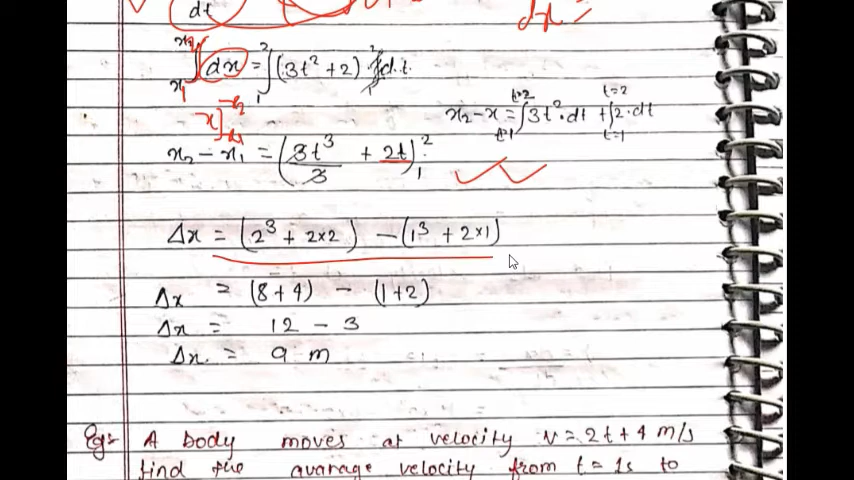 dt
dx =
∫ dx = ∫ (3t² + 2) dt.
x₂ - x = ∫ 3t² · dt + ∫ 2 · dt
x₂ - x₁ = (3t³/3 + 2t)₁²
Δx = (2³ + 2×2) - (1³ + 2×1)
Δx = (8+4) - (1+2)
Δx = 12 - 3
Δx = 9 m
Eg:- A body moves at velocity v = 2t + 4 m/s
find the avarage velocity from t = 1s to